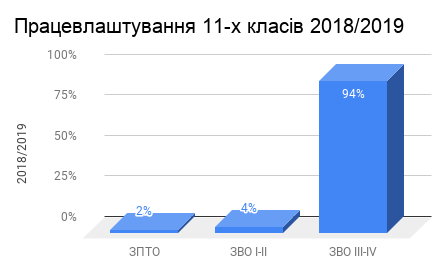 Працевлаштування 11-х класів 2018/2019
100%
75%
50%
25%
0%
2018/2019
2%
4%
94%
ЗПТО
ЗВО І-ІІ
ЗВО ІІІ-IV